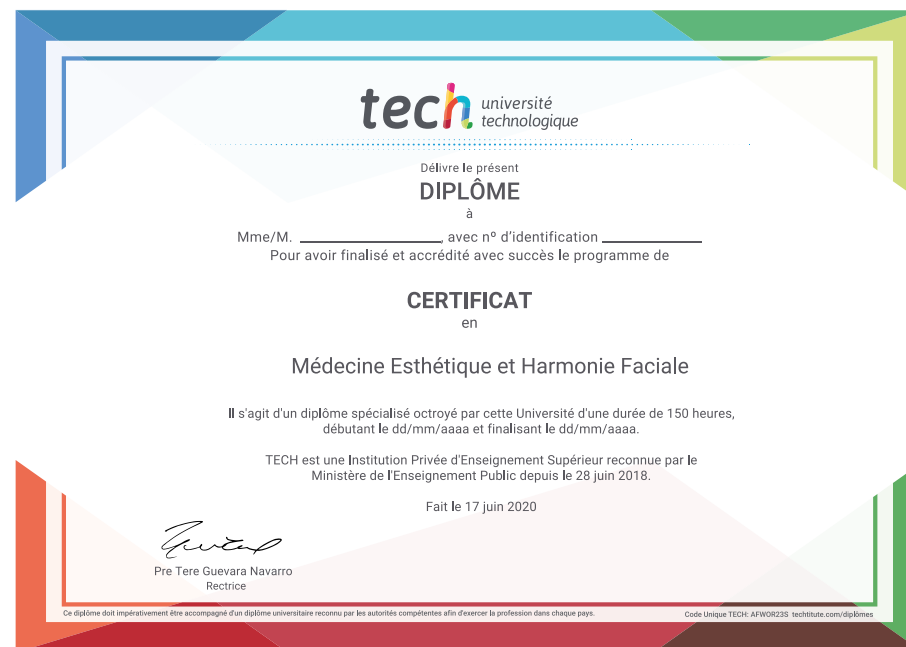 tech université
technologique
Délivre le présent
DIPLÔME
à
Mme/M. ____________________, avec nº d'identification ______________
Pour avoir finalisé et accrédité avec succès le programme de
CERTIFICAT
en
Médecine Esthétique et Harmonie Faciale
Il s'agit d'un diplôme spécialisé octroyé par cette Université d'une durée de 150 heures,
débutant le dd/mm/aaaa et finalisant le dd/mm/aaaa.
TECH est une Institution Privée d'Enseignement Supérieur reconnue par le
Ministère de l'Enseignement Public depuis le 28 juin 2018.
Fait le 17 juin 2020
Pre Tere Guevara Navarro
Rectrice
Ce diplôme doit impérativement être accompagné d'un diplôme universitaire reconnu par les autorités compétentes afin d'exercer la profession dans chaque pays.
Code Unique TECH: AFWOR23S techtitute.com/diplômes